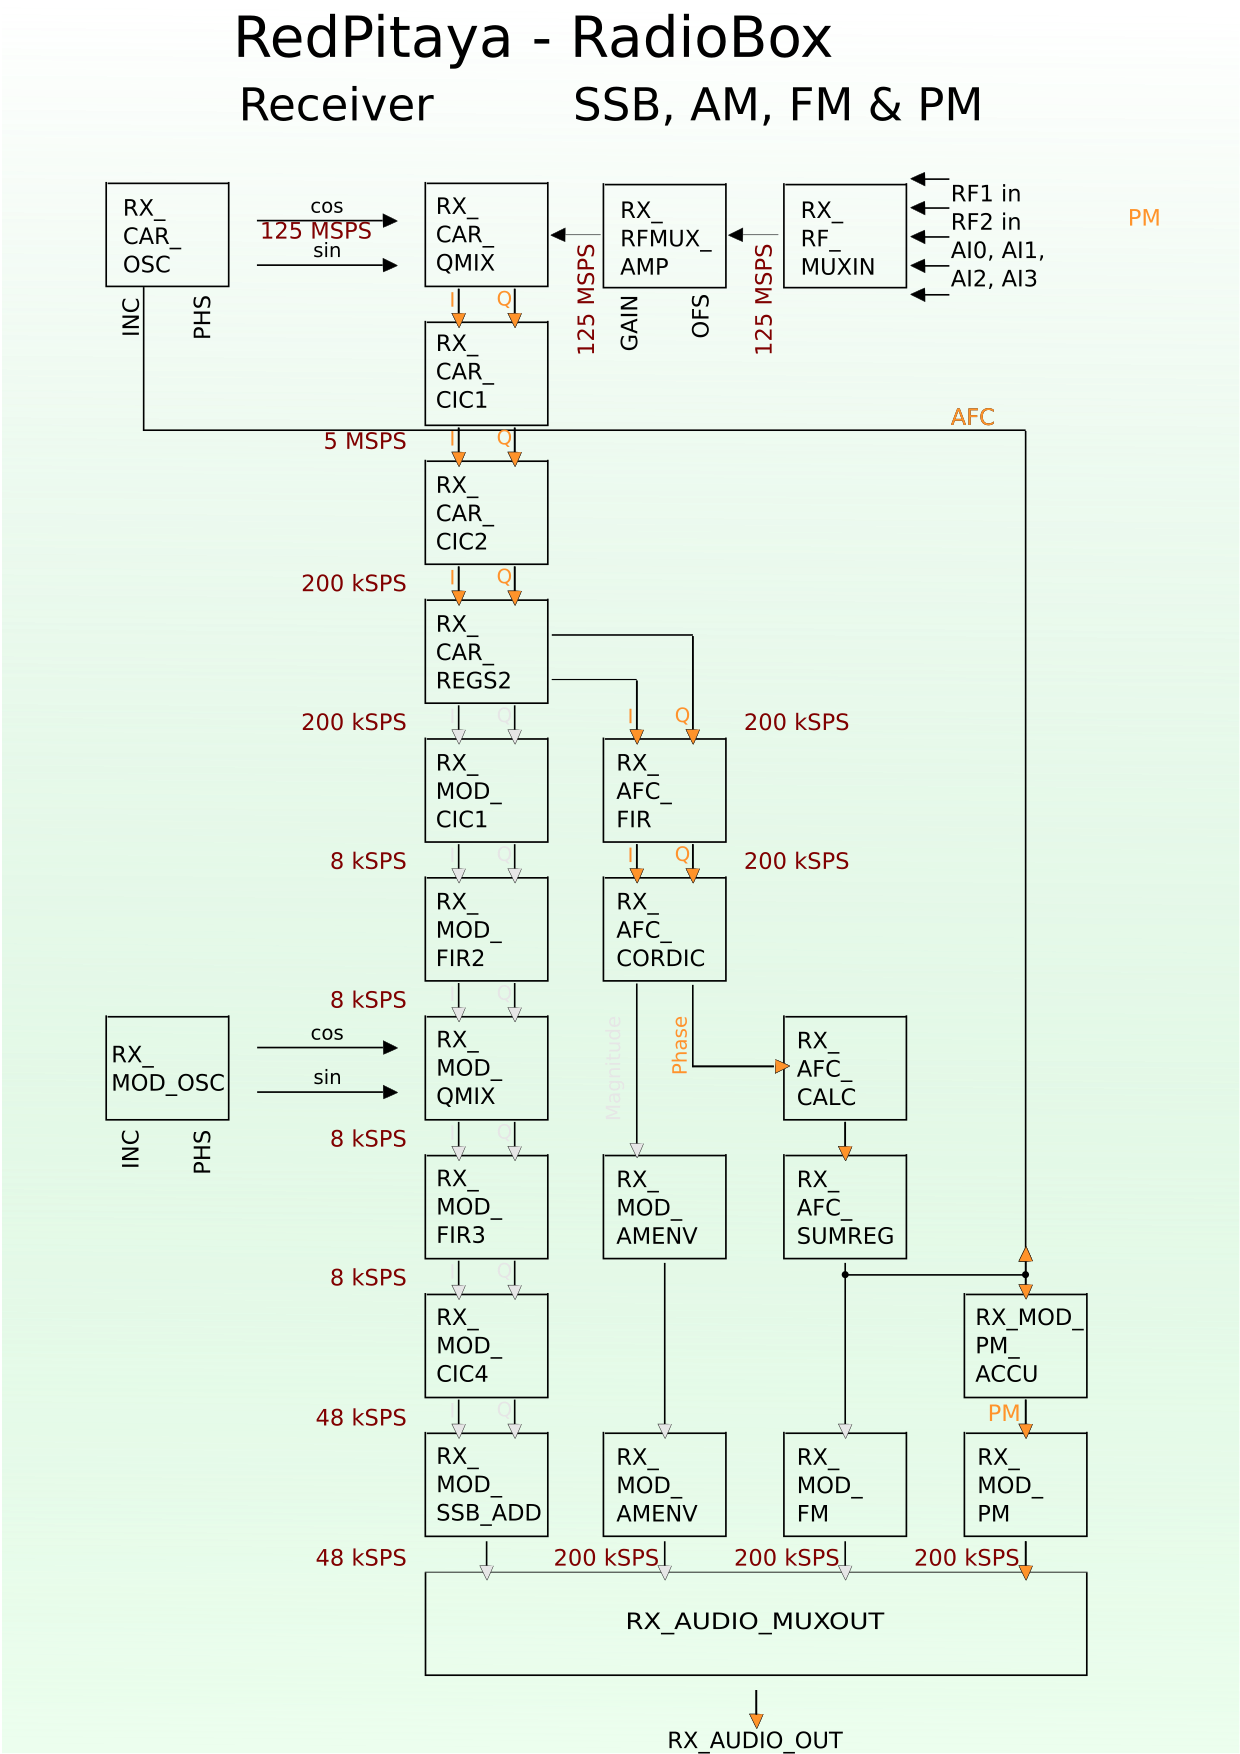 RedPitaya - RadioBox
Receiver SSB, AM, FM & PM
RX_
CAR_
OSC
INC
PHS
cos
125 MSPS
sin
RX_
CAR_
QMIX
125 MSPS
RX_
RFMUX_
AMP
GAIN
OFS
125 MSPS
RX_
RF_
MUXIN
RF1 in
RF2 in
AI0, AI1,
AI2, AI3
PM
I Q
RX_
CAR_
CIC1
AFC
5 MSPS
I Q
RX_
CAR_
CIC2
200 kSPS
I Q
RX_
CAR_
REGS2
200 kSPS
I Q
I Q
200 kSPS
RX_
MOD_
CIC1
RX_
AFC_
FIR
8 kSPS
I Q
I Q
200 kSPS
RX_
MOD_
FIR2
RX_
AFC_
CORDIC
8 kSPS
I Q
Magnitude
Phase
RX_
MOD_OSC
INC
PHS
cos
sin
RX_
MOD_
QMIX
RX_
AFC_
CALC
8 kSPS
I Q
RX_
MOD_
FIR3
RX_
MOD_
AMENV
RX_
AFC_
SUMREG
8 kSPS
I Q
RX_
MOD_
CIC4
RX_MOD_
PM_
ACCU
48 kSPS
I Q
PM
RX_
MOD_
SSB_ADD
RX_
MOD_
AMENV
RX_
MOD_
FM
RX_
MOD_
PM
48 kSPS
200 kSPS
200 kSPS
200 kSPS
RX_AUDIO_MUXOUT
RX_AUDIO_OUT